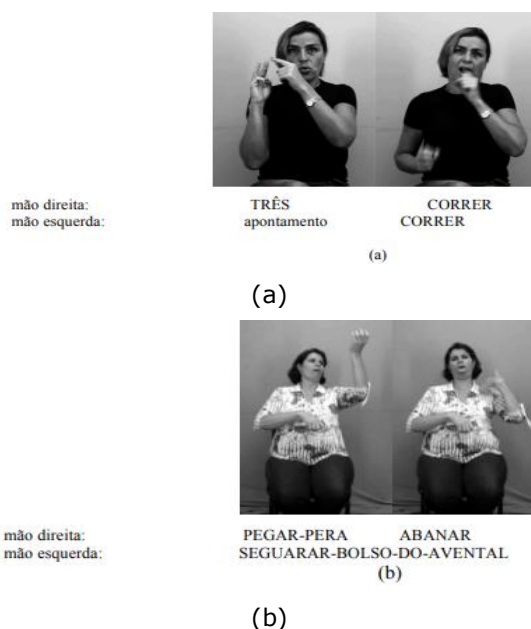 mão direita: TRÊS CORRER
mão esquerda: apontamento CORRER
(a)
(a)
mão direita: PEGAR-PERA ABANAR
mão esquerda: SEGUARAR-BOLSO-DO-AVENTAL
(b)
(b)